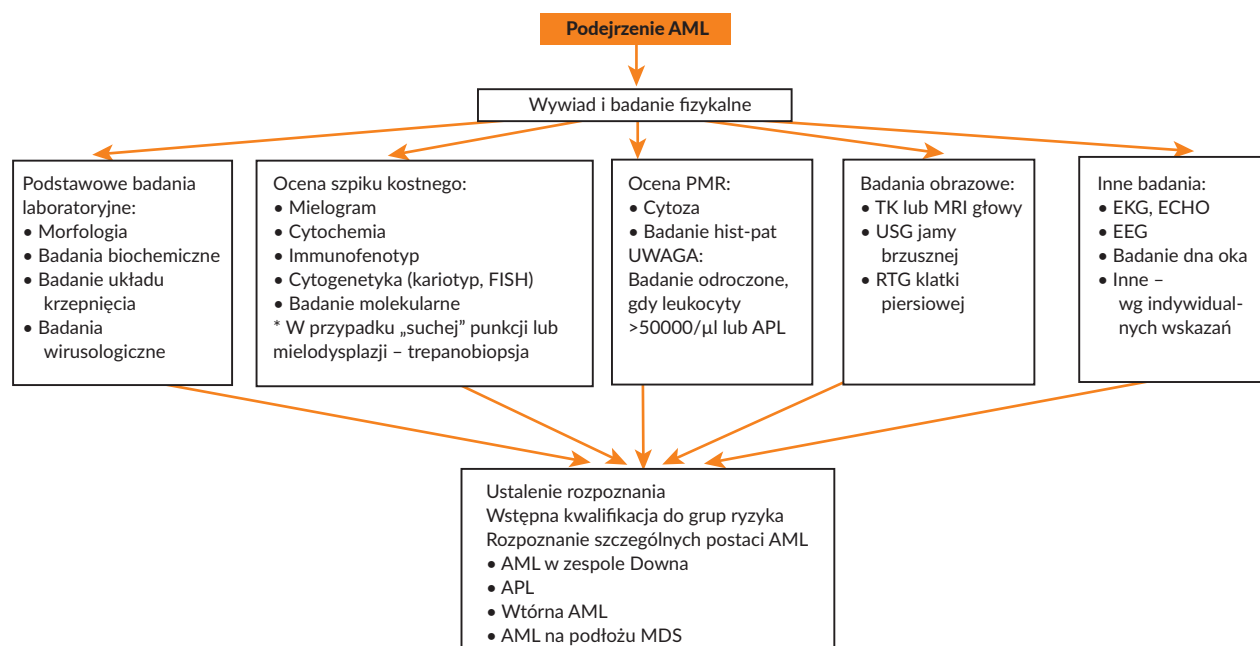 Podejrzenie AML
Wywiad i badanie fizykalne
Podstawowe badania
laboratoryjne:
• Morfologia
• Badania biochemiczne
• Badanie układu
krzepnięcia
• Badania
wirusologiczne
Ocena szpiku kostnego:
• Mielogram
• Cytochemia
• Immunofenotyp
• Cytogenetyka (kariotyp, FISH)
• Badanie molekularne
* W przypadku „suchej” punkcji lub
mielodysplazji – trepanobiopsja
Ocena PMR:
• Cytoza
• Badanie hist-pat
UWAGA:
Badanie odroczone,
gdy leukocyty
>50000/µl lub APL
Badania obrazowe:
• TK lub MRI głowy
• USG jamy
brzusznej
• RTG klatki
piersiowej
Inne badania:
• EKG, ECHO
• EEG
• Badanie dna oka
• Inne –
wg indywidual-
nych wskazań
Ustalenie rozpoznania
Wstępna kwalifikacja do grup ryzyka
Rozpoznanie szczególnych postaci AML
• AML w zespole Downa
• APL
• Wtórna AML
• AML na podłożu MDS